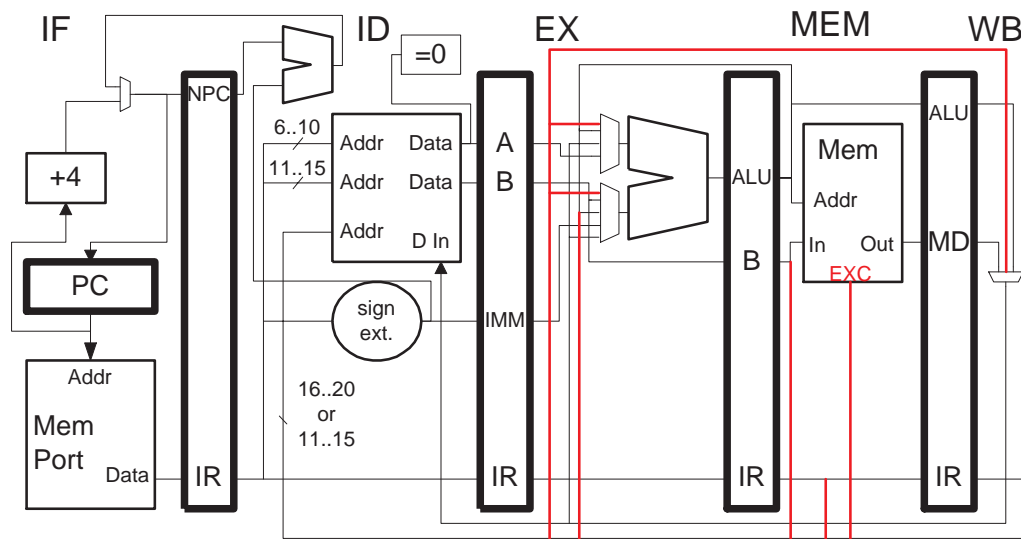 IF
ID
EX
MEM
WB
=0
NPC
+4
PC
Addr
Mem
Port
Data
IR
6..10
11..15
Addr
Data
Addr
Data
Addr
D In
sign
ext.
16..20
or
11..15
A
B
IMM
IR
ALU
B
IR
Mem
Addr
In
Out
EXC
ALU
MD
IR